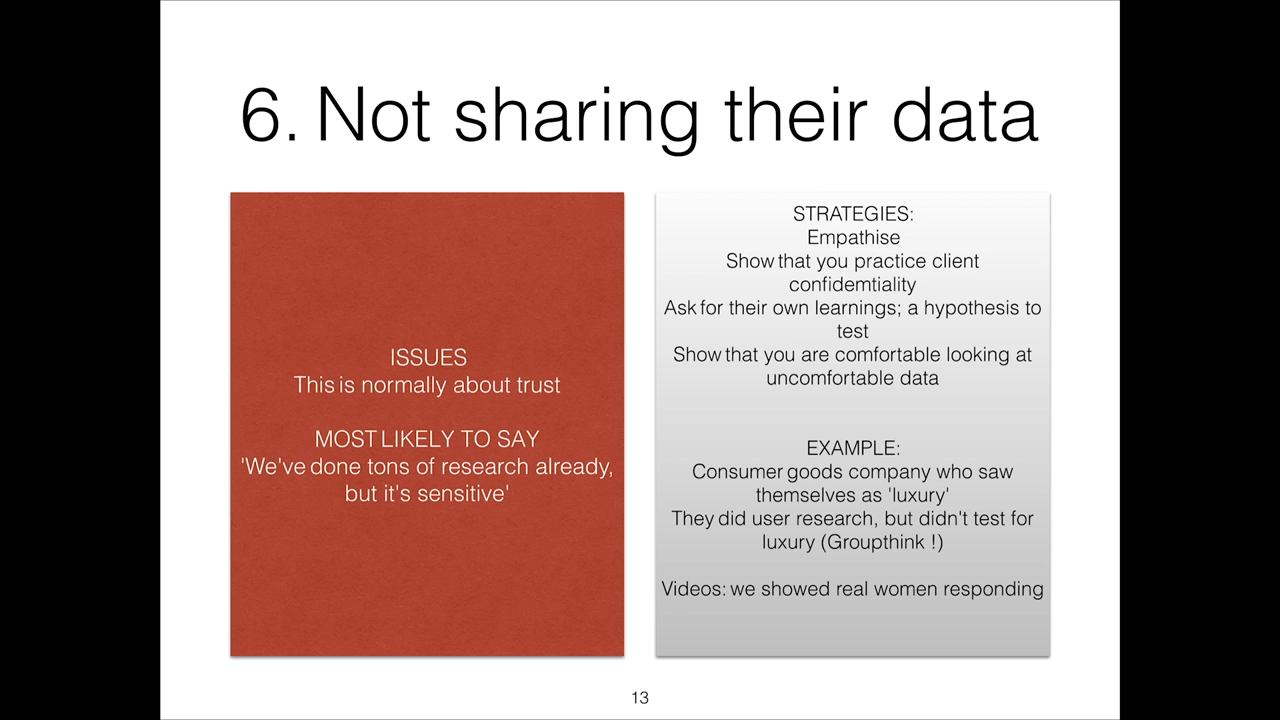 6. Not sharing their data
ISSUES
This is normally about trust
MOST LIKELY TO SAY
'We've done tons of research already,
but it's sensitive'
STRATEGIES:
Empathise
Show that you practice client
confidemtiality
Ask for their own learnings; a hypothesis to
test
Show that you are comfortable looking at
uncomfortable data
EXAMPLE:
Consumer goods company who saw
themselves as 'luxury'
They did user research, but didn't test for
luxury (Groupthink !)
Videos: we showed real women responding
13